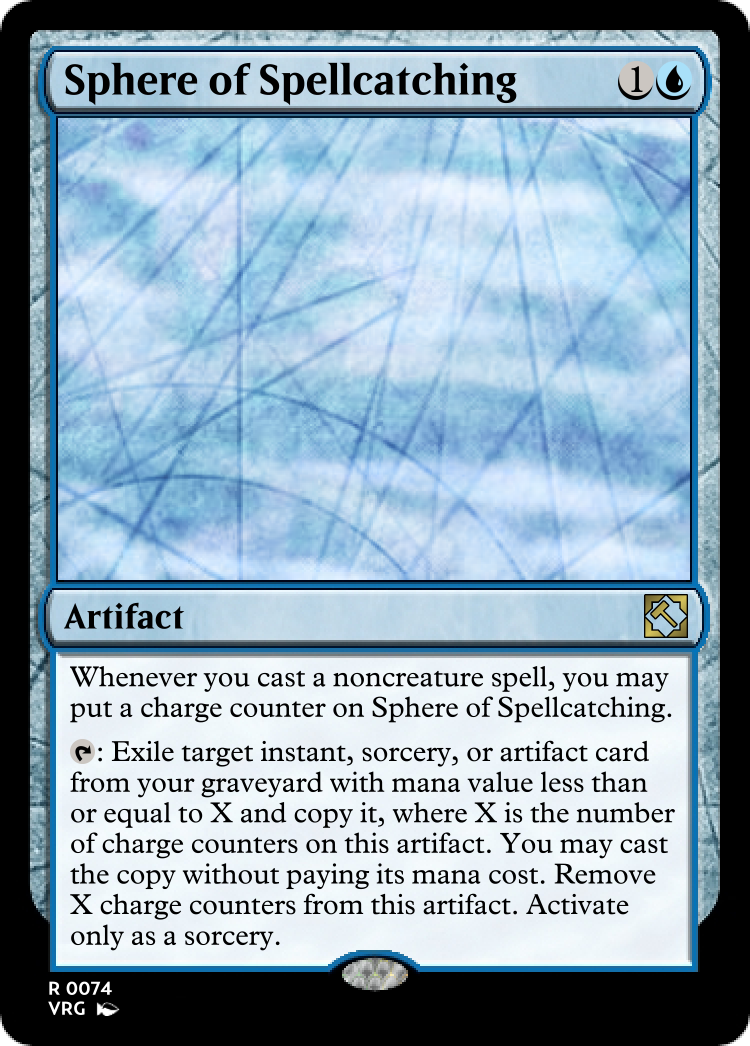 Sphere of Spellcatching 1
Artifact
Whenever you cast a noncreature spell, you may
put a charge counter on Sphere of Spellcatching.
: Exile target instant, sorcery, or artifact card
from your graveyard with mana value less than
or equal to X and copy it, where X is the number
of charge counters on this artifact. You may cast
the copy without paying its mana cost. Remove
X charge counters from this artifact. Activate
only as a sorcery.
R 0074
VRG